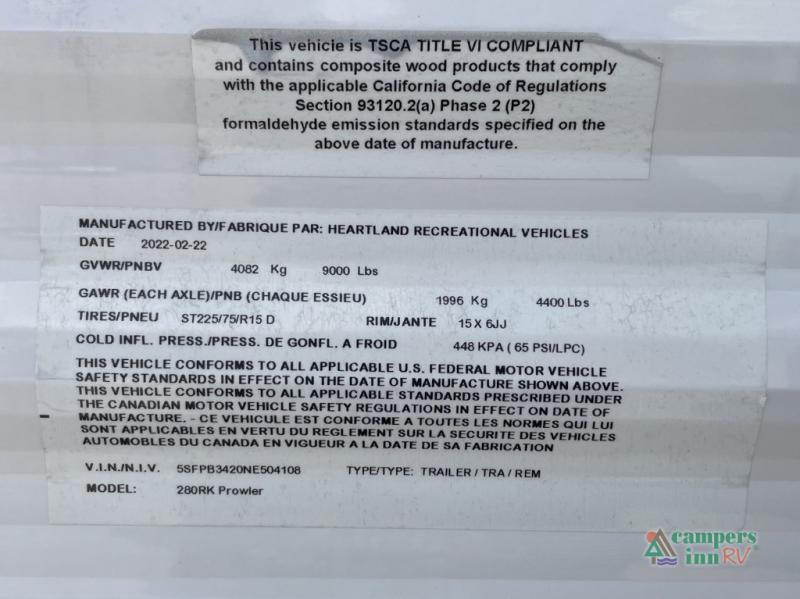 This vehicle is TSCA TITLE VI COMPLIANT
and contains composite wood products that comply
with the applicable California Code of Regulations
Section 93120.2(a) Phase 2 (P2)
formaldehyde emission standards specified on the
above date of manufacture.
MANUFACTURED BY/FABRIQUE PAR: HEARTLAND RECREATIONAL VEHICLES
DATE 2022-02-22
GVWR/PNBV 4082 Kg 9000 Lbs
GAWR (EACH AXLE)/PNB (CHAQUE ESSIEU) 1996 Kg 4400 Lbs
TIRES/PNEU ST225/75/R15 D RIM/JANTE 15 X 6JJ
COLD INFL. PRESS./PRESS. DE GONFL. A FROID 448 KPA ( 65 PSI/LPC)
THIS VEHICLE CONFORMS TO ALL APPLICABLE U.S. FEDERAL MOTOR VEHICLE
SAFETY STANDARDS IN EFFECT ON THE DATE OF MANUFACTURE SHOWN ABOVE.
THIS VEHICLE CONFORMS TO ALL APPLICABLE STANDARDS PRESCRIBED UNDER
THE CANADIAN MOTOR VEHICLE SAFETY REGULATIONS IN EFFECT ON DATE OF
MANUFACTURE. - CE VEHICULE EST CONFORME A TOUTES LES NORMES QUI LUI
SONT APPLICABLES EN VERTU DU REGLEMENT SUR LA SECURITE DES VEHICLES
AUTOMOBILES DU CANADA EN VIGUEUR A LA DATE DE SA FABRICATION
V.I.N./N.I.V. 5SFPB3420NE504108 TYPE/TYPE: TRAILER / TRA / REM
MODEL: 280RK Prowler
campers
inn RV